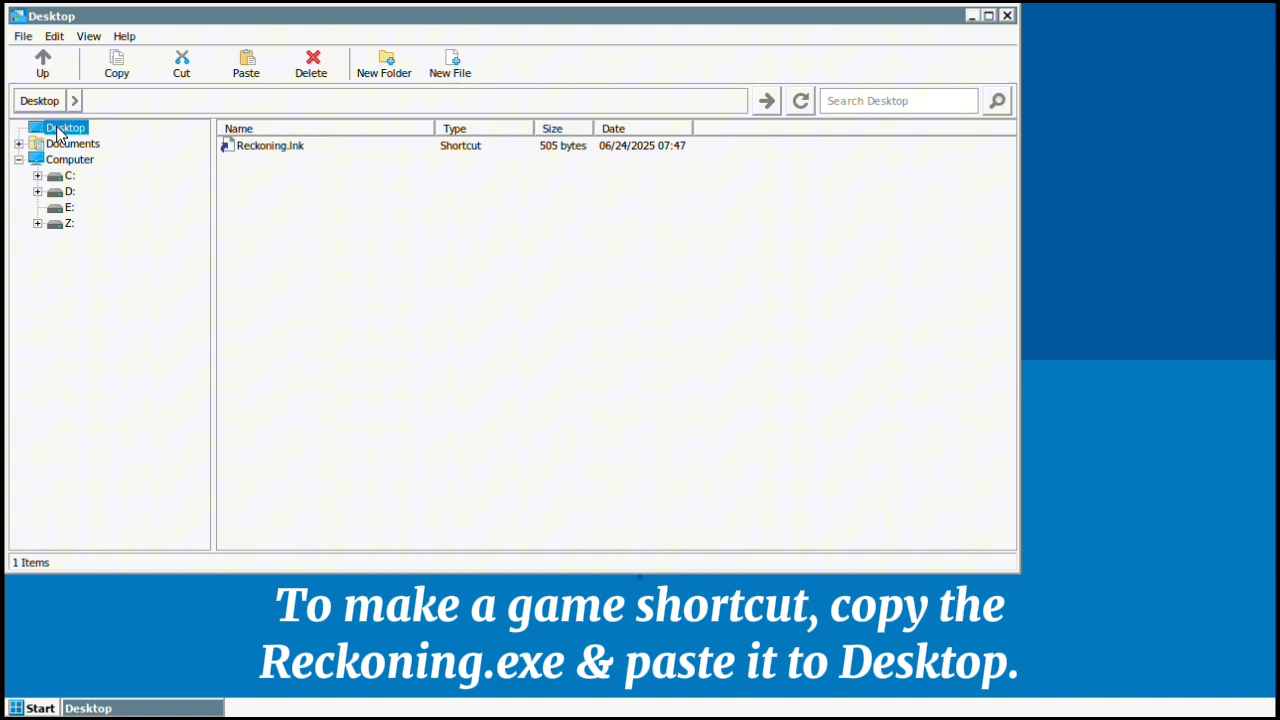 Desktop
File Edit View Help
Up Copy Cut Paste Delete New Folder New File
Desktop Search Desktop
Desktop
Documents
Computer
C:
D:
E:
Z:
Name Type Size Date
Reckoning.lnk Shortcut 505 bytes 06/24/2025 07:47
1 Items
To make a game shortcut, copy the
Reckoning.exe & paste it to Desktop.
Start Desktop